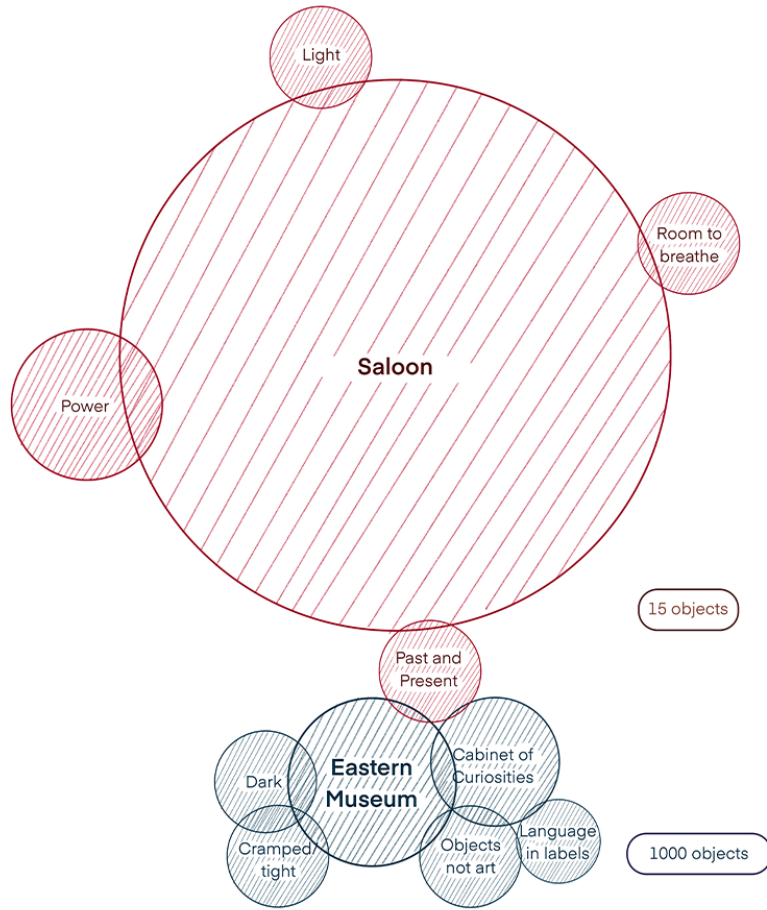 Light
Room to
breathe
Saloon
Power
15 objects
Past and
Present
Cabinet of
Curiosities
Eastern
Museum
Dark
Language
in labels
Cramped
tight
Objects
not art
1000 objects